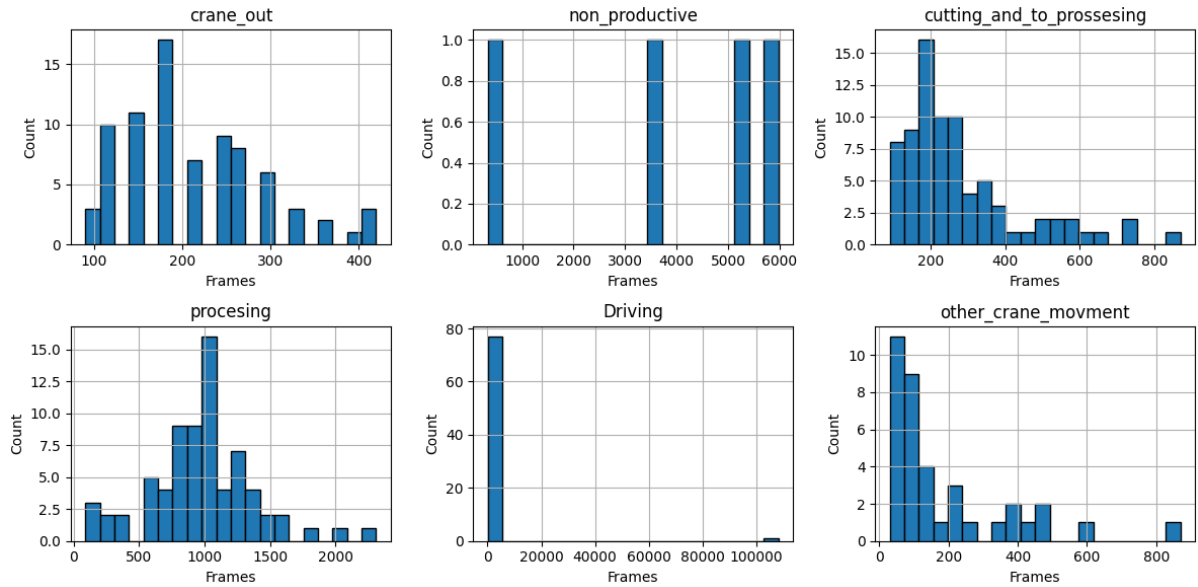 crane_out
Count
15
10
5
0
100 200 300 400
Frames
non_productive
Count
1.0
0.8
0.6
0.4
0.2
0.0
1000 2000 3000 4000 5000 6000
Frames
cutting_and_to_prossesing
Count
15.0
12.5
10.0
7.5
5.0
2.5
0.0
200 400 600 800
Frames
procesing
Count
15.0
12.5
10.0
7.5
5.0
2.5
0.0
0 500 1000 1500 2000
Frames
Driving
Count
80
60
40
20
0
0 20000 40000 60000 80000 100000
Frames
other_crane_movment
Count
10
8
6
4
2
0
0 200 400 600 800
Frames